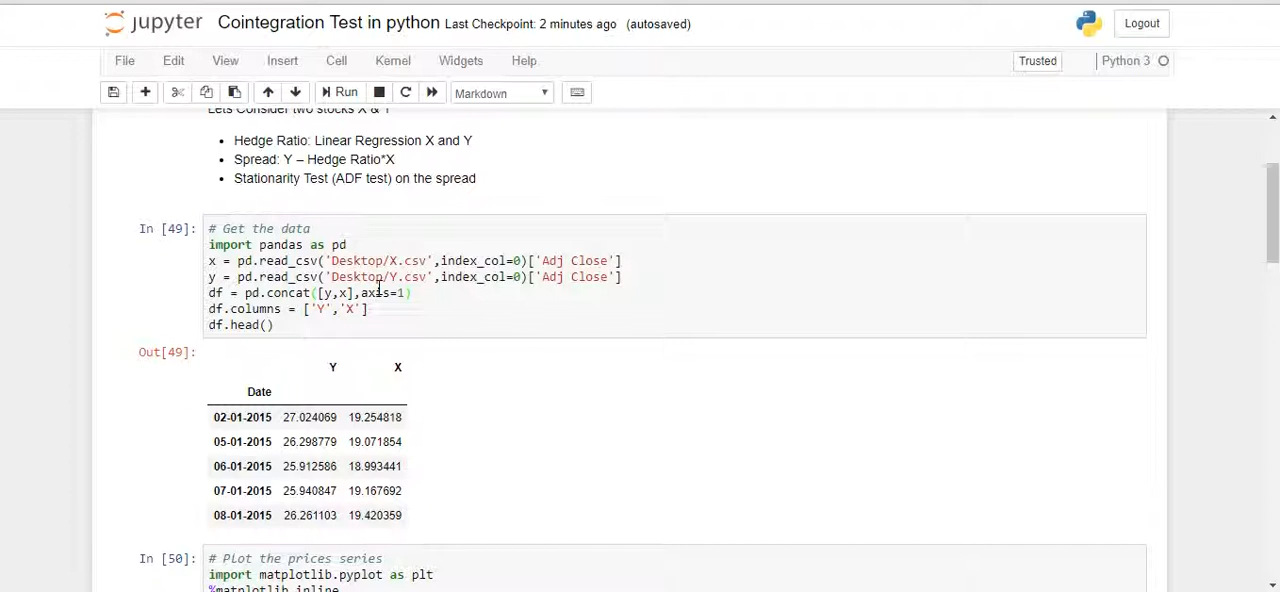 jupyter Cointegration Test in python Last Checkpoint: 2 minutes ago (autosaved) Logout
File Edit View Insert Cell Kernel Widgets Help Trusted Python 3
Run Markdown
Lets Consider two stocks X & Y
• Hedge Ratio: Linear Regression X and Y
• Spread: Y – Hedge Ratio*X
• Stationarity Test (ADF test) on the spread
In [49]: # Get the data
import pandas as pd
x = pd.read_csv('Desktop/X.csv',index_col=0)['Adj Close']
y = pd.read_csv('Desktop/Y.csv',index_col=0)['Adj Close']
df = pd.concat([y,x],axis=1)
df.columns = ['Y','X']
df.head()
Out[49]:
Y X
Date
02-01-2015 27.024069 19.254818
05-01-2015 26.298779 19.071854
06-01-2015 25.912586 18.993441
07-01-2015 25.940847 19.167692
08-01-2015 26.261103 19.420359
In [50]: # Plot the prices series
import matplotlib.pyplot as plt
%matplotlib inline